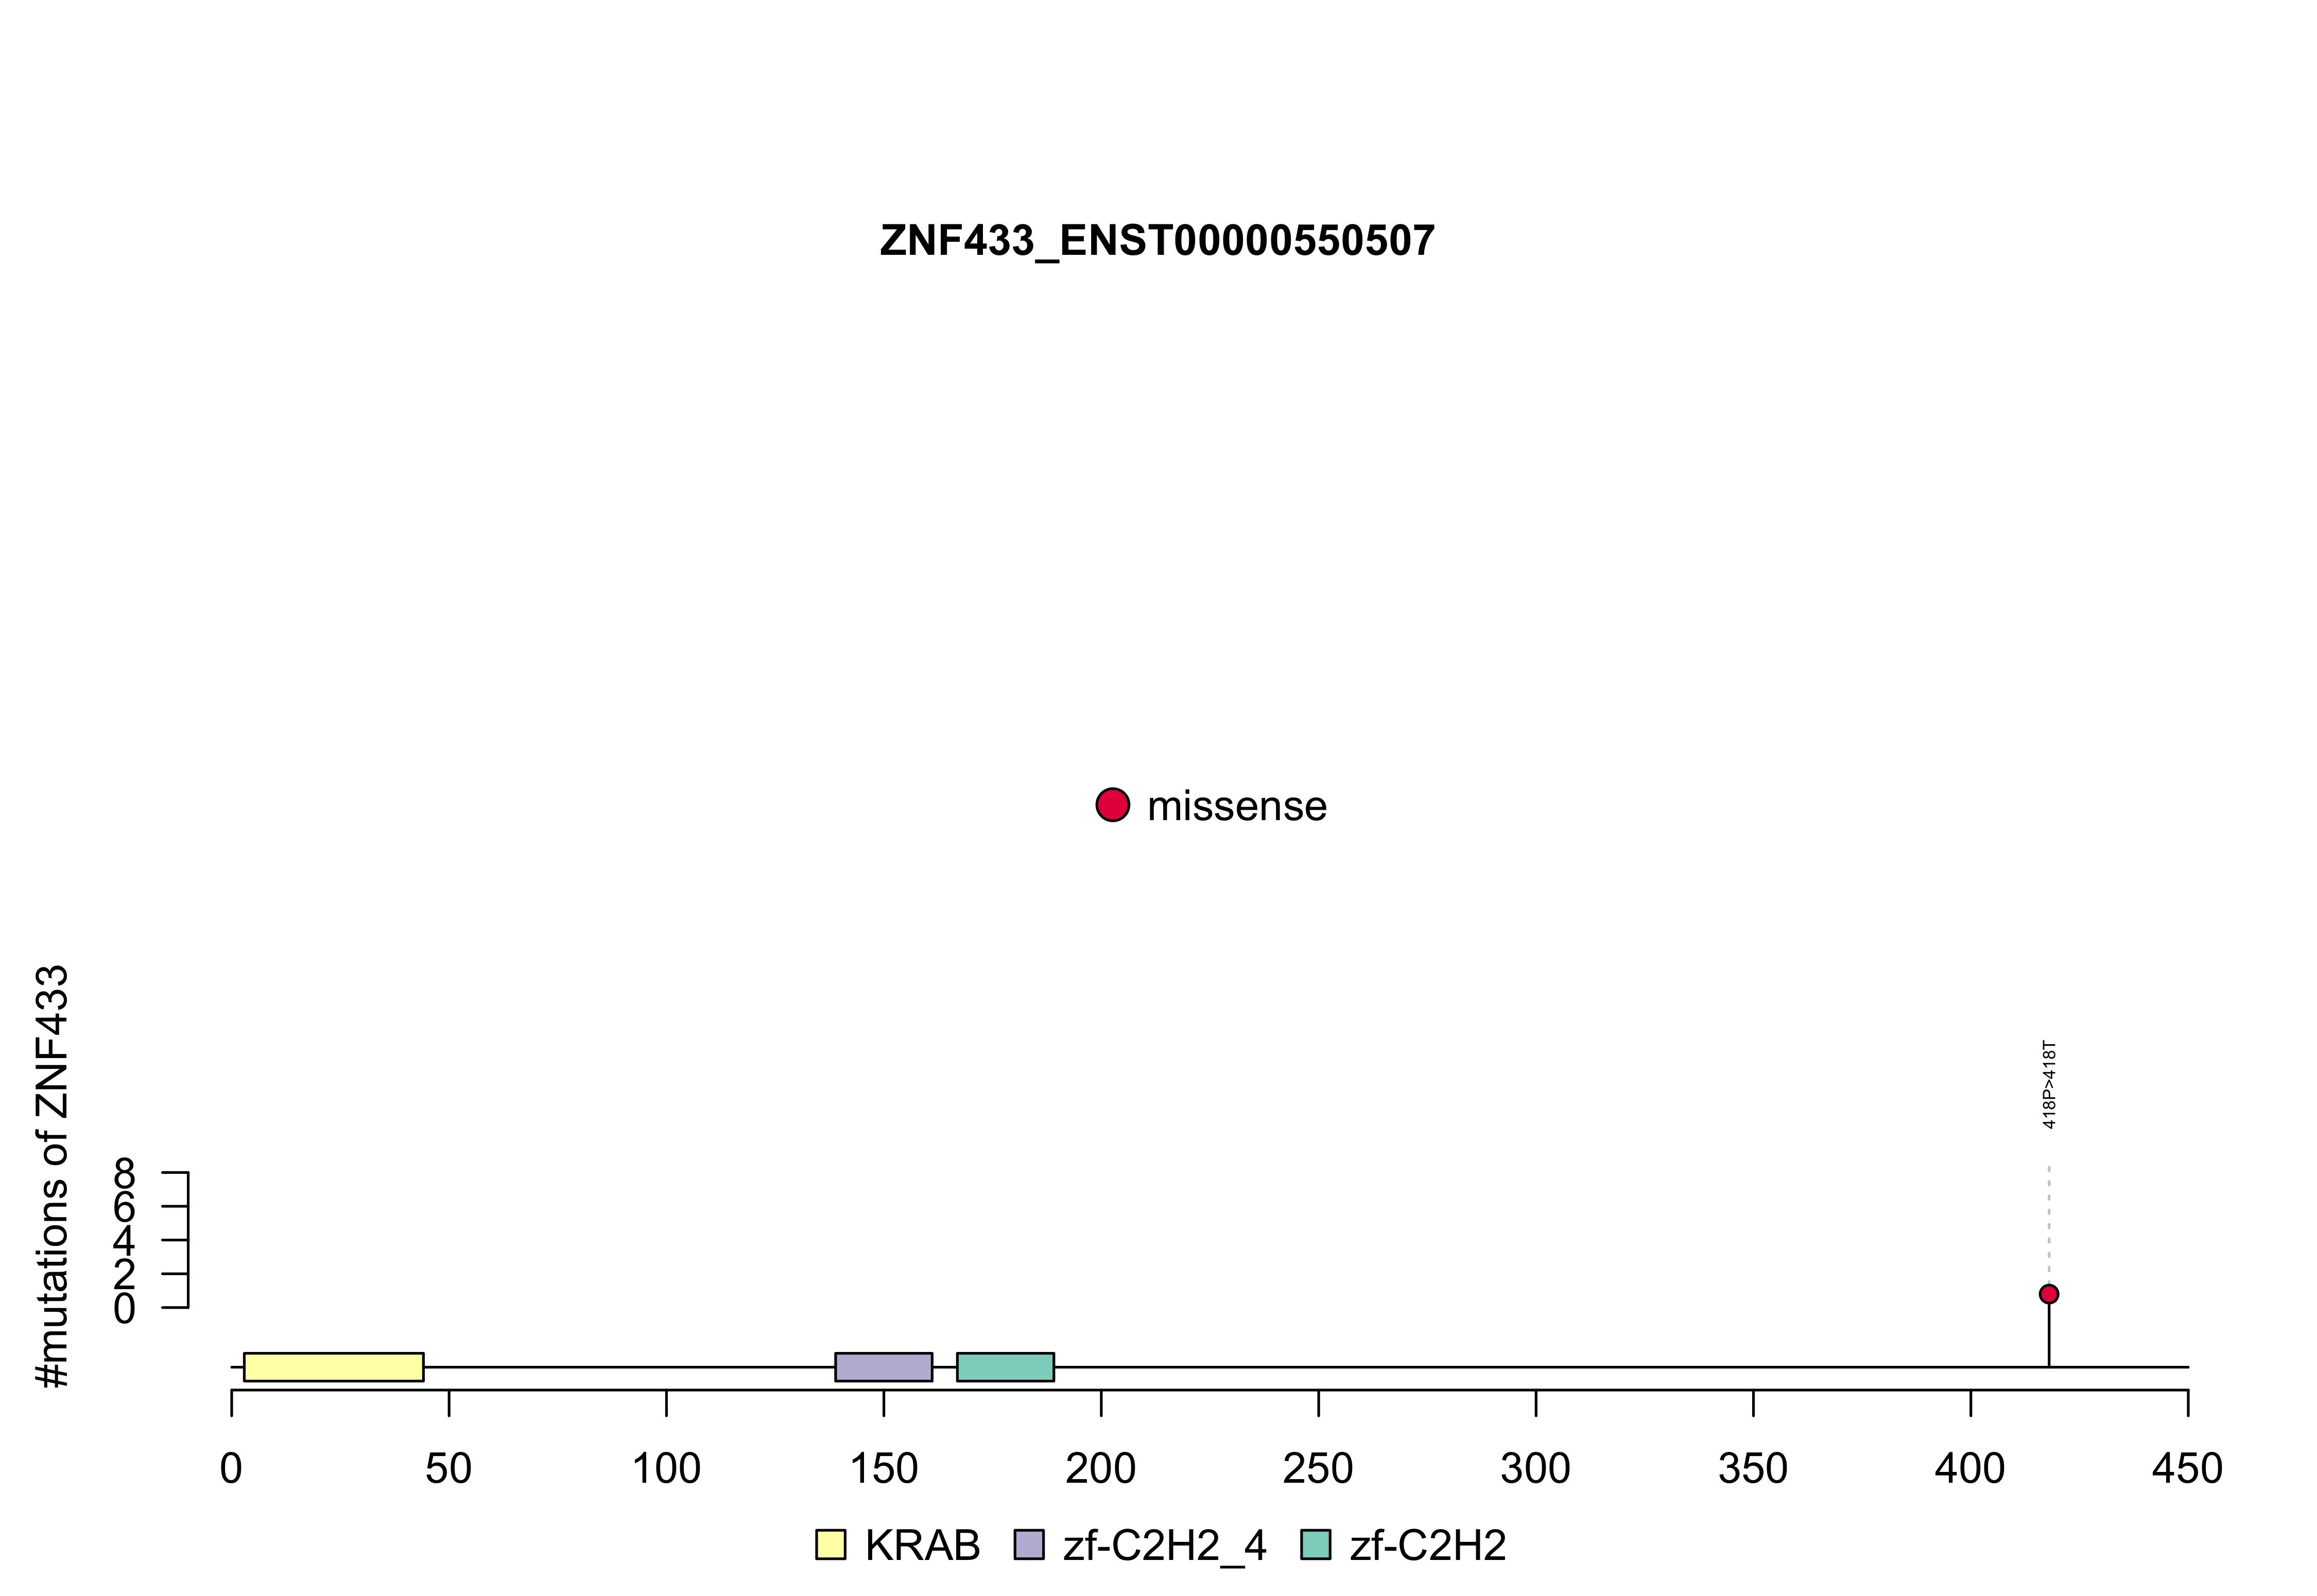 ZNF433_ENST00000550507
missense
#mutations of ZNF433
418P>418T
8
6
4
2
0
0 50 100 150 200 250 300 350 400 450
KRAB zf-C2H2_4 zf-C2H2